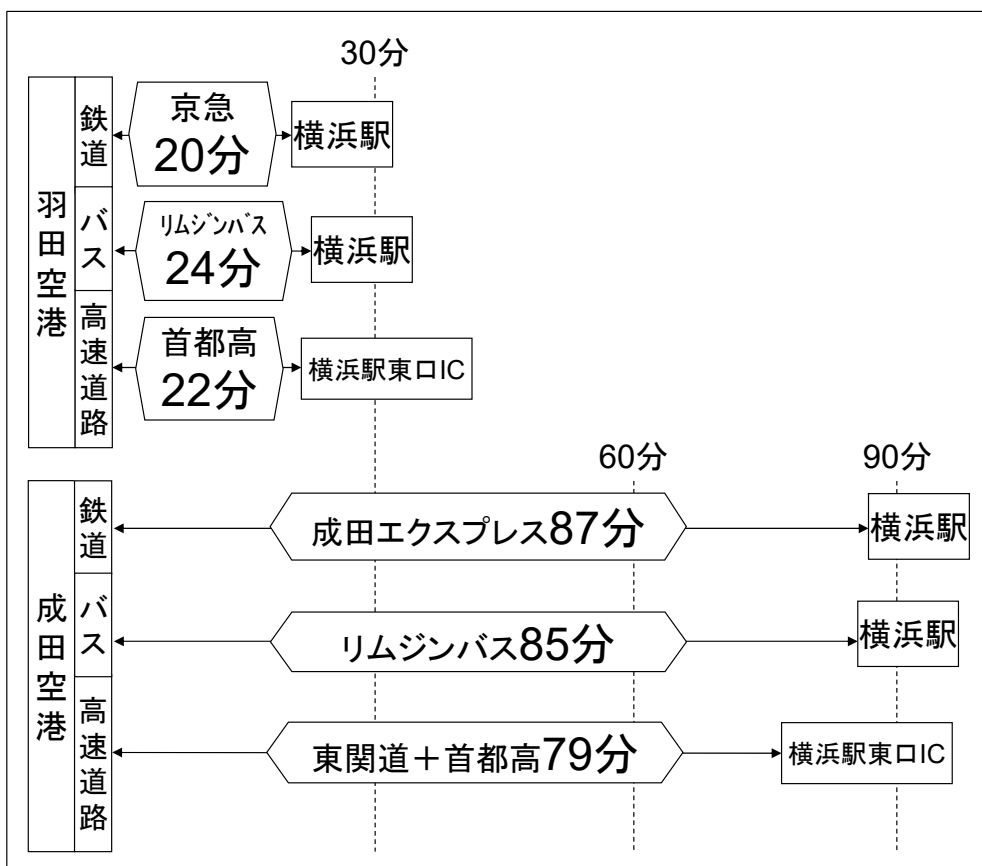 30分
羽田空港
鉄道
京急
20分
横浜駅
バス
ﾘﾑｼﾞﾝﾊﾞｽ
24分
横浜駅
高速道路
首都高
22分
横浜駅東口IC
60分
90分
成田空港
鉄道
成田エクスプレス87分
横浜駅
バス
リムジンバス85分
横浜駅
高速道路
東関道＋首都高79分
横浜駅東口IC